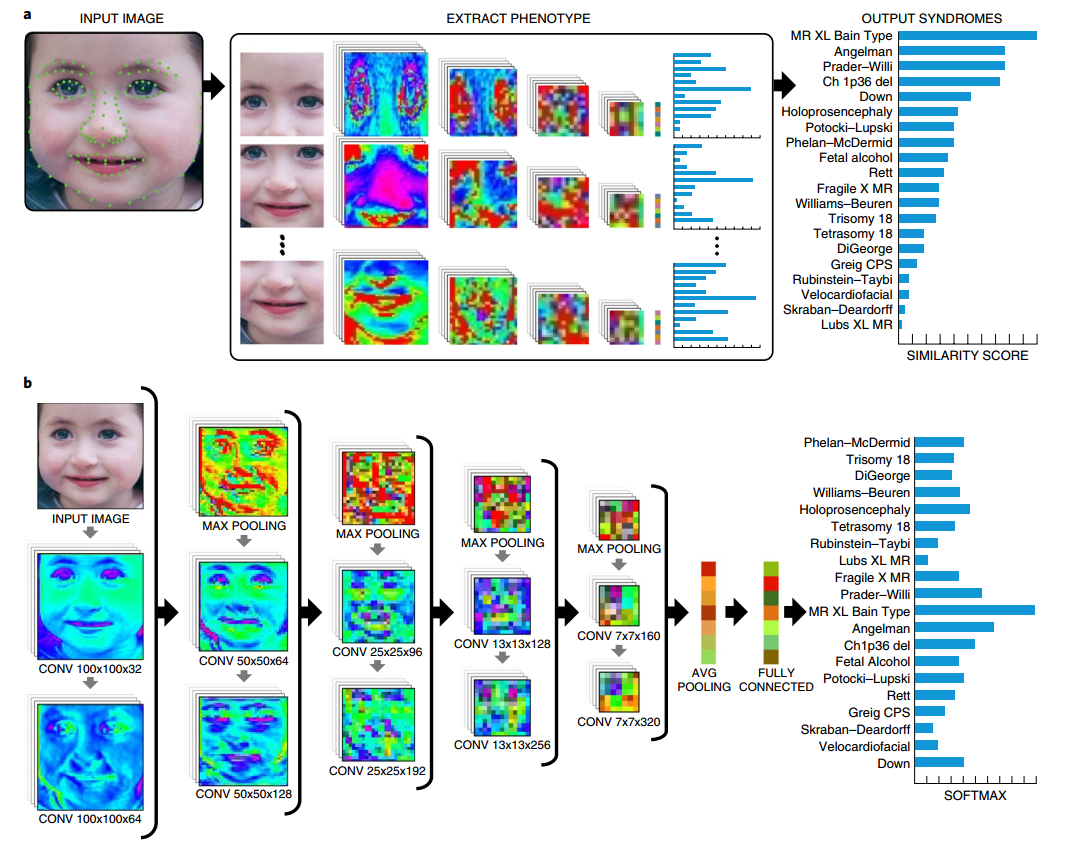 a
INPUT IMAGE
EXTRACT PHENOTYPE
OUTPUT SYNDROMES
MR XL Bain Type
Angelman
Prader–Willi
Ch 1p36 del
Down
Holoprosencephaly
Potocki–Lupski
Phelan–McDermid
Fetal alcohol
Rett
Fragile X MR
Williams–Beuren
Trisomy 18
Tetrasomy 18
DiGeorge
Greig CPS
Rubinstein–Taybi
Velocardiofacial
Skraban–Deardorff
Lubs XL MR
SIMILARITY SCORE
b
INPUT IMAGE
CONV 100x100x32
CONV 100x100x64
MAX POOLING
CONV 50x50x64
CONV 50x50x128
MAX POOLING
CONV 25x25x96
CONV 25x25x192
MAX POOLING
CONV 13x13x128
CONV 13x13x256
MAX POOLING
CONV 7x7x160
CONV 7x7x320
AVG
POOLING
FULLY
CONNECTED
Phelan–McDermid
Trisomy 18
DiGeorge
Williams–Beuren
Holoprosencephaly
Tetrasomy 18
Rubinstein–Taybi
Lubs XL MR
Fragile X MR
Prader–Willi
MR XL Bain Type
Angelman
Ch1p36 del
Fetal Alcohol
Potocki–Lupski
Rett
Greig CPS
Skraban–Deardorff
Velocardiofacial
Down
SOFTMAX